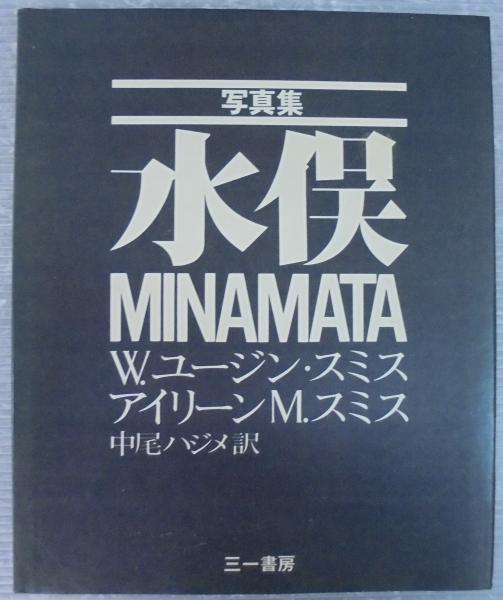 写真集
水俣
MINAMATA
W.ユージン・スミス
アイリーンM.スミス
中尾ハジメ訳
三一書房